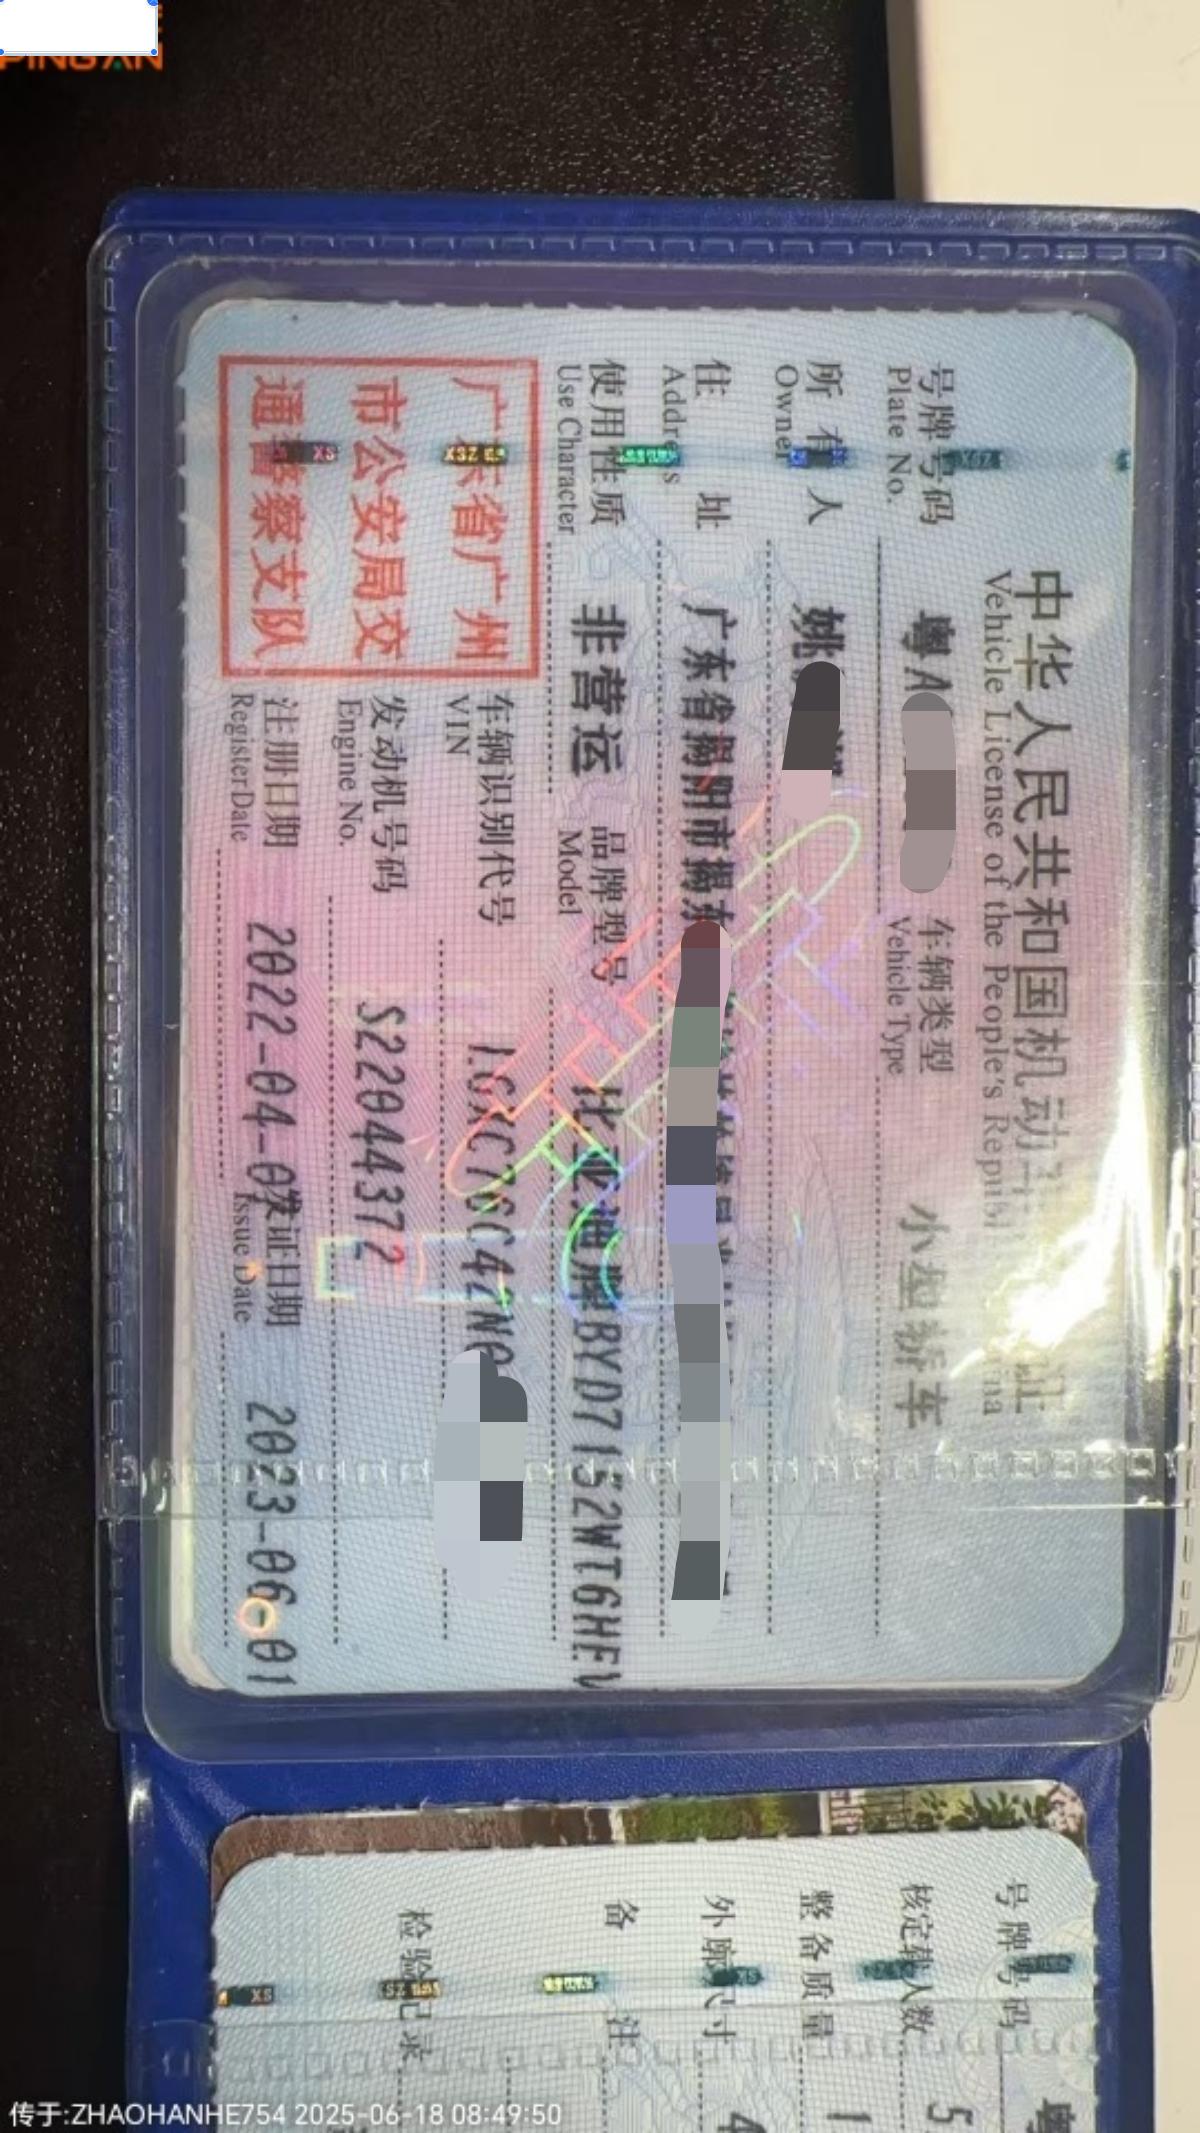 PINGAN
中华人民共和国机动
Vehicle License of the People's Republ
号牌号码 粤A 车辆类型 小型轿车
Plate No. Vehicle Type
所有人 姚
Owner
住址 广东省揭阳市揭东
Address
使用性质 非营运 品牌型号 比亚迪牌BYD7152WT6HEV
Use Character Model
广东省广州
市公安局交
通警察支队
车辆识别代号 LGXC76C42N0
VIN
发动机号码 S22044372
Engine No.
注册日期 2022-04-07 发证日期 2023-06-01
Register Date Issue Date
号牌号码 粤
核定载人数 5
整备质量 1
外廓尺寸 4
备注
检验记录
传于:ZHAOHANHE754 2025-06-18 08:49:50